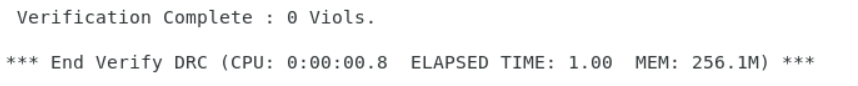 Verification Complete : 0 Viols.
*** End Verify DRC (CPU: 0:00:00.8  ELAPSED TIME: 1.00  MEM: 256.1M) ***